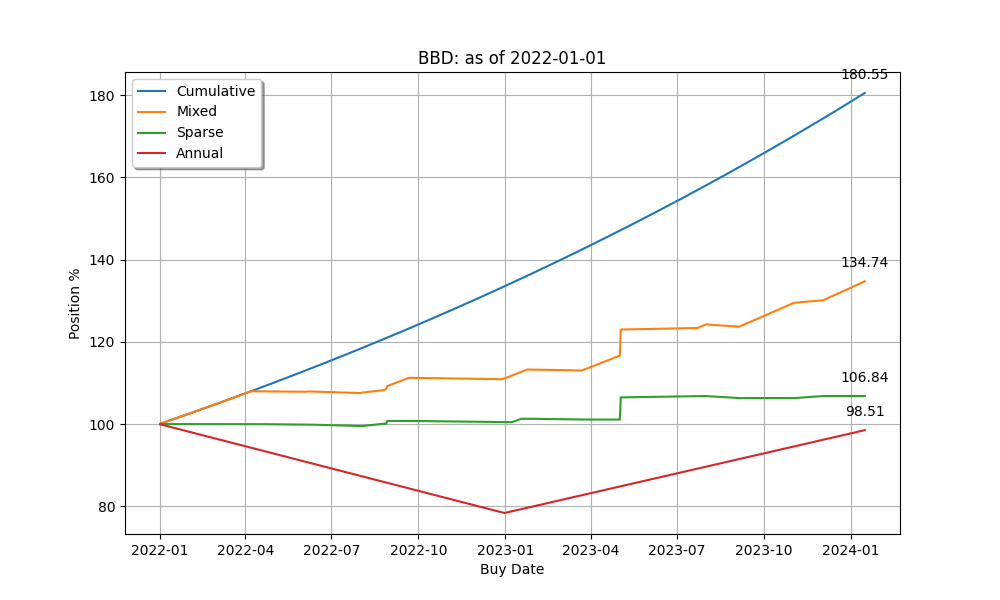 BBD: as of 2022-01-01
180.55
Cumulative
Mixed
Sparse
Annual
134.74
106.84
98.51
Position %
180
160
140
120
100
80
2022-01 2022-04 2022-07 2022-10 2023-01 2023-04 2023-07 2023-10 2024-01
Buy Date